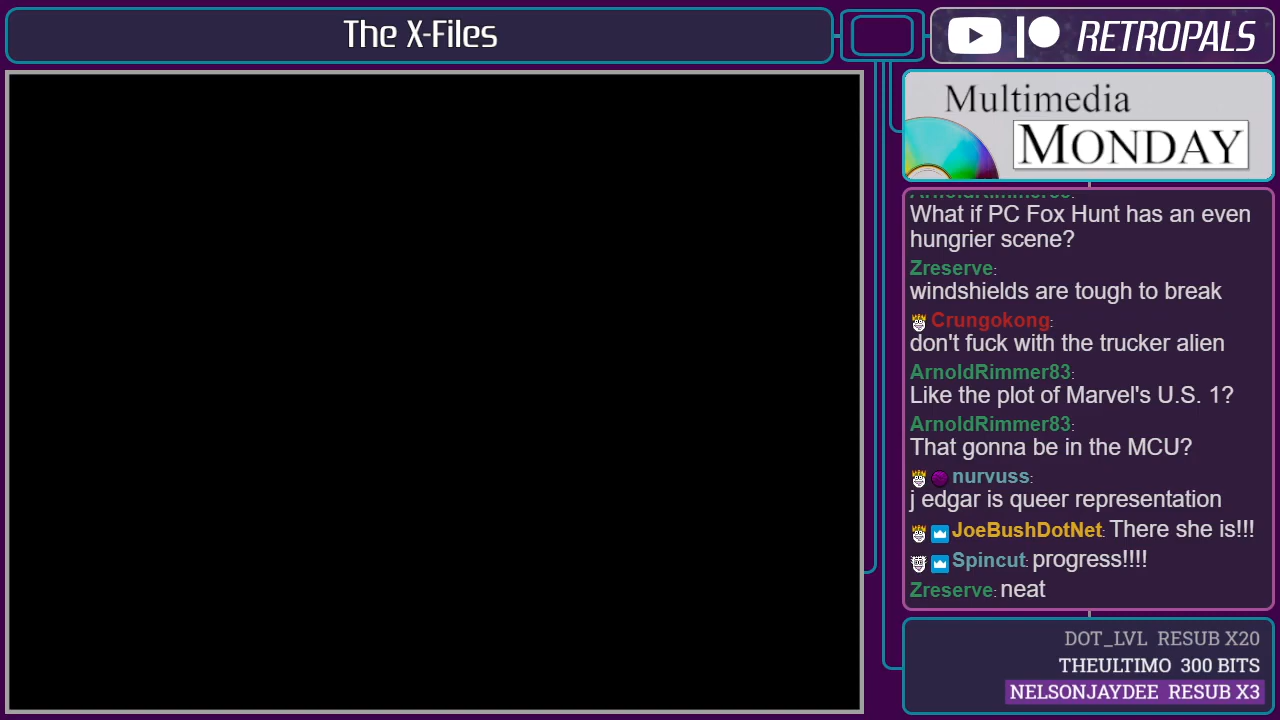 The X-Files
RETROPALS
Multimedia
MONDAY
What if PC Fox Hunt has an even
hungrier scene?
Zreserve:
windshields are tough to break
Crungokong:
don't fuck with the trucker alien
ArnoldRimmer83:
Like the plot of Marvel's U.S. 1?
ArnoldRimmer83:
That gonna be in the MCU?
nurvuss:
j edgar is queer representation
JoeBushDotNet: There she is!!!
Spincut: progress!!!!
Zreserve: neat
DOT_LVL RESUB X20
THEULTIMO 300 BITS
NELSONJAYDEE RESUB X3